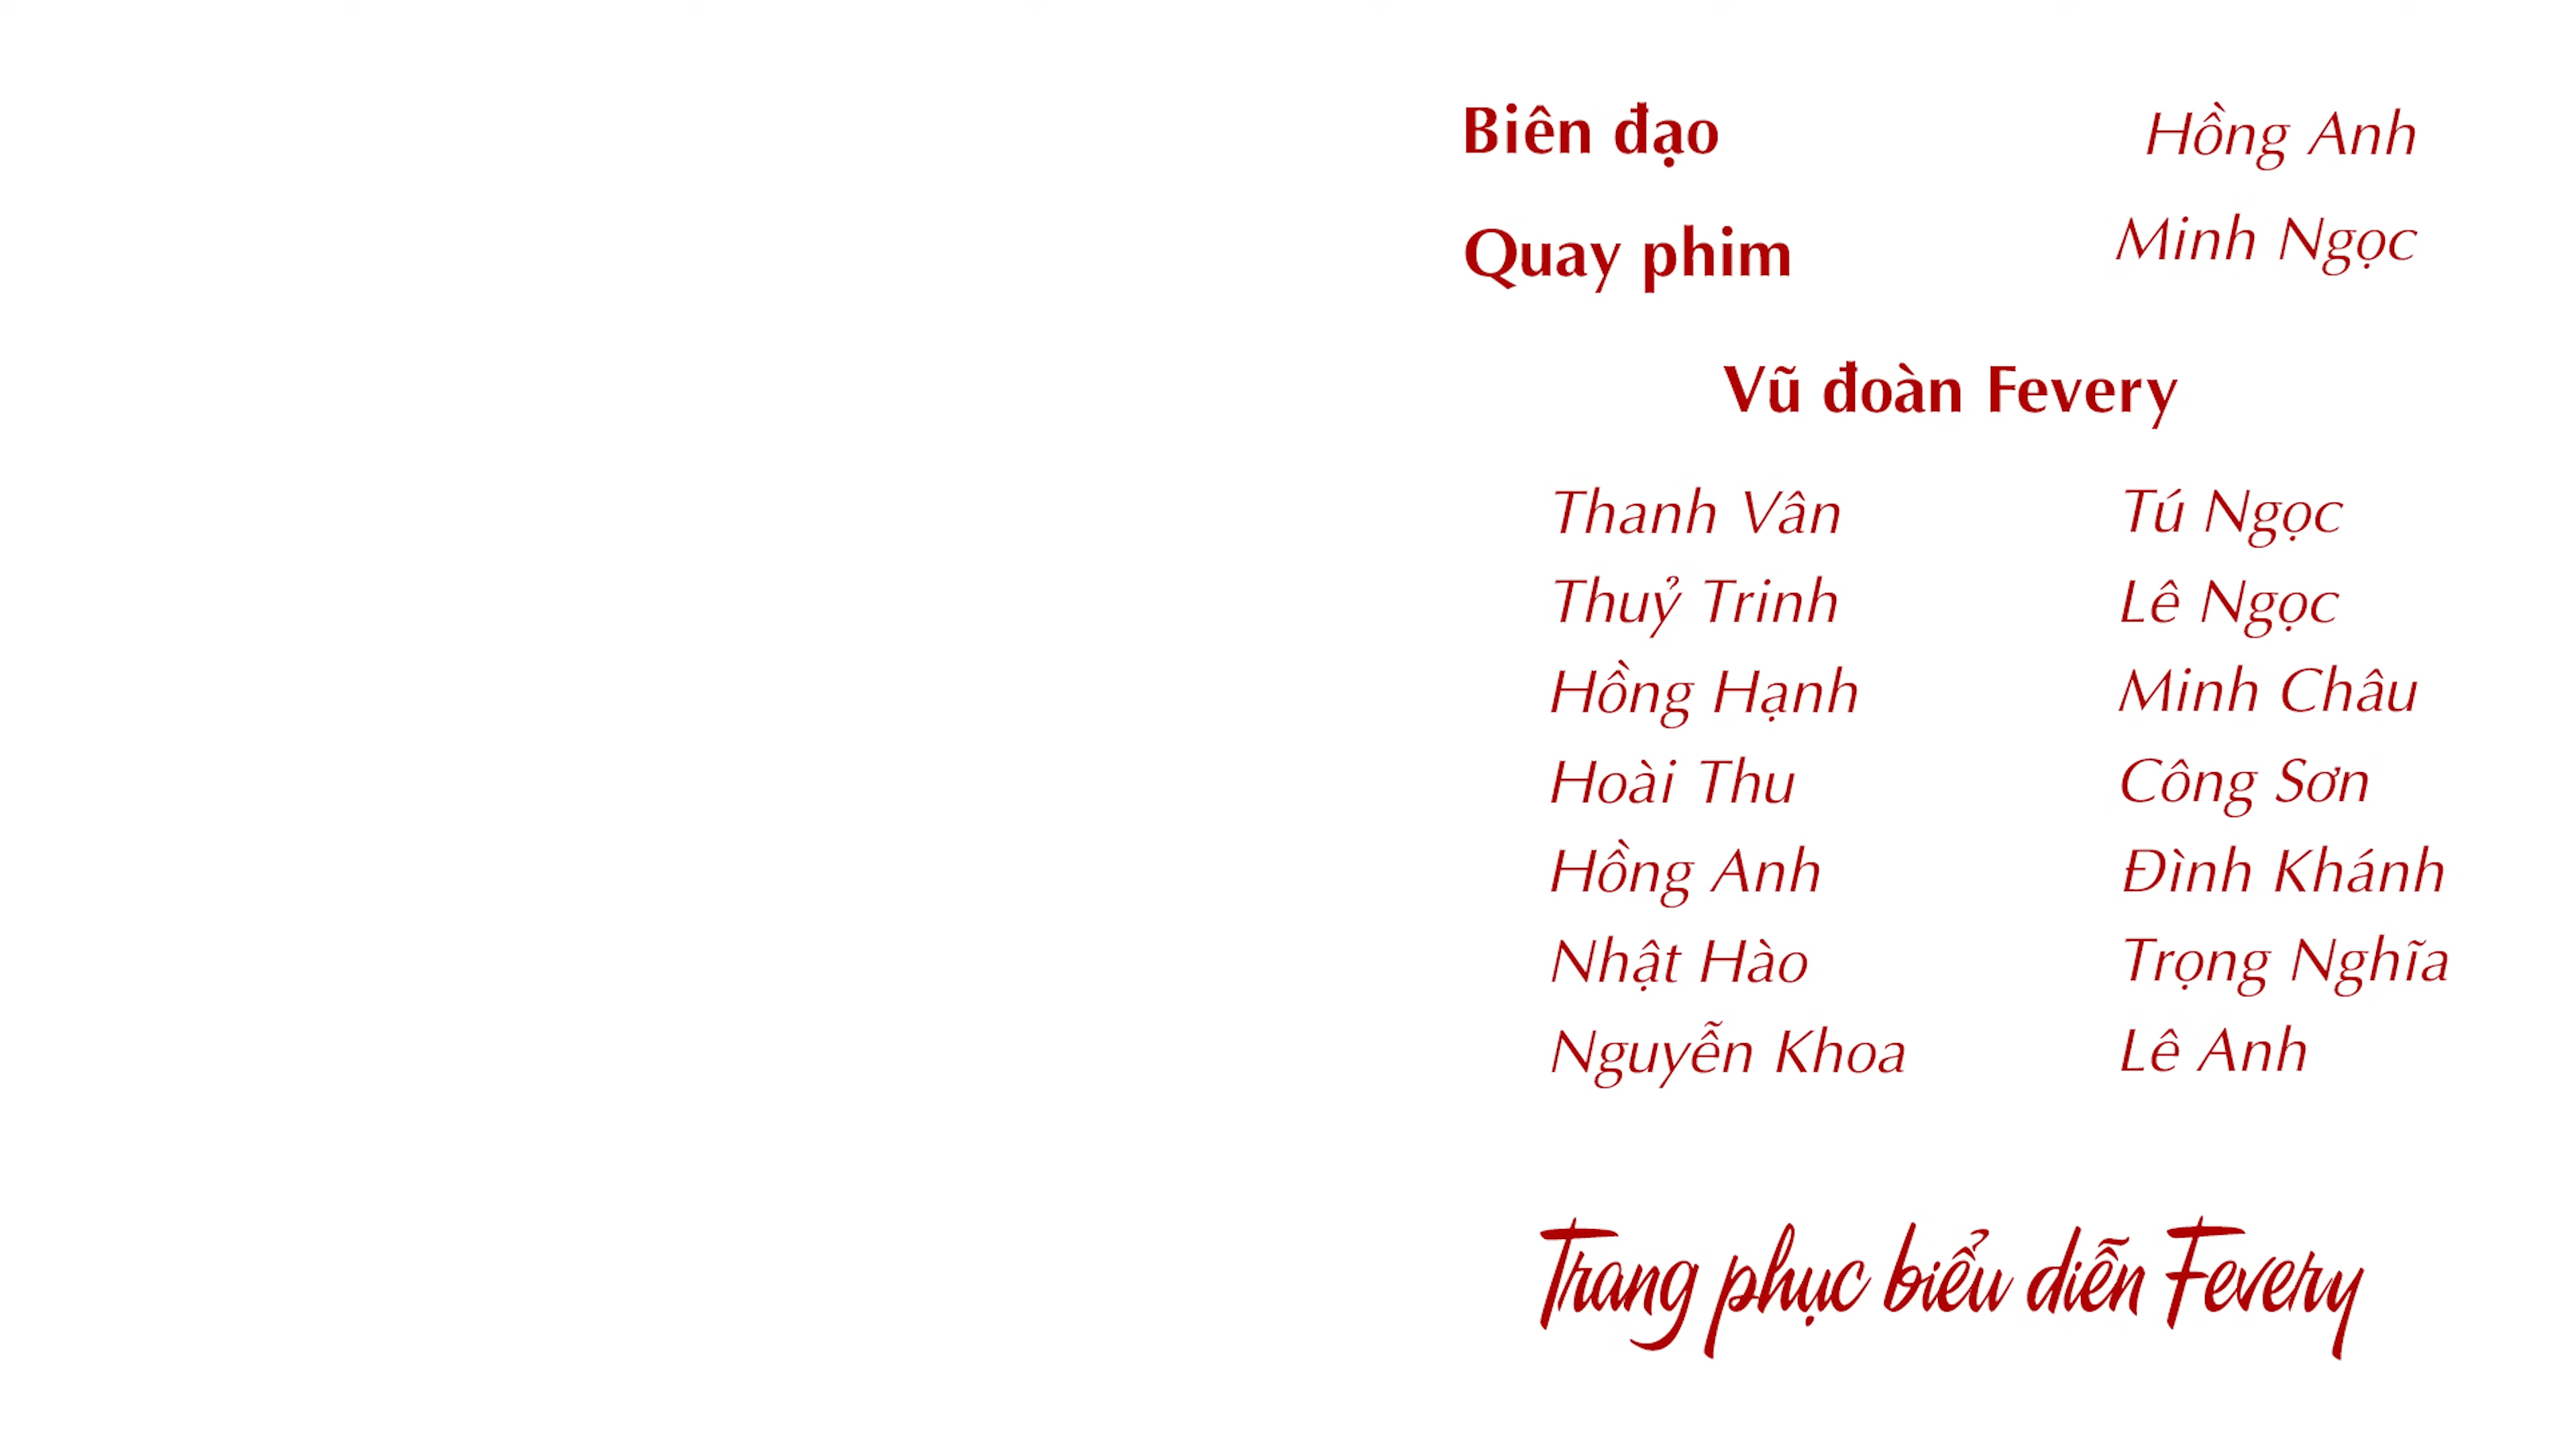 Biên đạo Hồng Anh
Quay phim Minh Ngọc
Vũ đoàn Fevery
Thanh Vân Tú Ngọc
Thuỷ Trinh Lê Ngọc
Hồng Hạnh Minh Châu
Hoài Thu Công Sơn
Hồng Anh Đình Khánh
Nhật Hào Trọng Nghĩa
Nguyễn Khoa Lê Anh
Trang phục biểu diễn Fevery